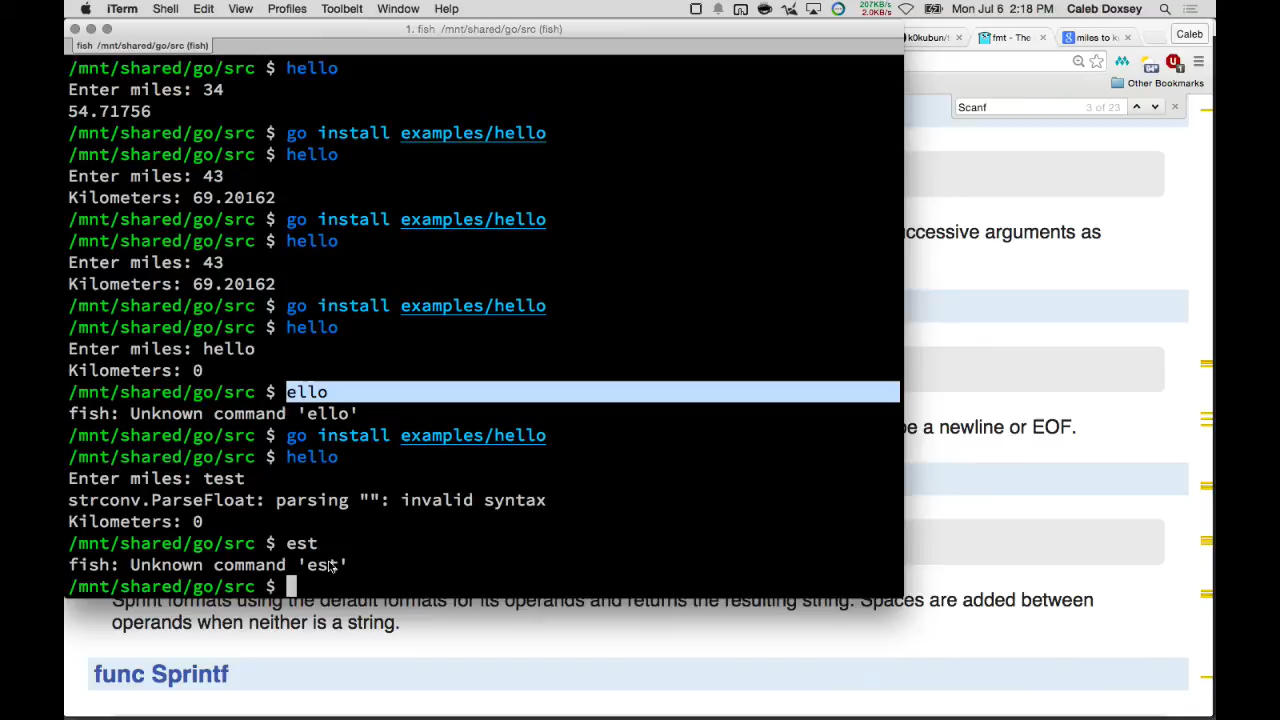 iTerm Shell Edit View Profiles Toolbelt Window Help 207KB/s 2.0KB/s Mon Jul 6 2:18 PM Caleb Doxsey
1. fish /mnt/shared/go/src (fish)
fish /mnt/shared/go/src (fish)
k0kubun/ fmt - The miles to k Caleb
Other Bookmarks
Scanf 3 of 23
/mnt/shared/go/src $ hello
Enter miles: 34
54.71756
/mnt/shared/go/src $ go install examples/hello
/mnt/shared/go/src $ hello
Enter miles: 43
Kilometers: 69.20162
/mnt/shared/go/src $ go install examples/hello
/mnt/shared/go/src $ hello
Enter miles: 43
Kilometers: 69.20162
/mnt/shared/go/src $ go install examples/hello
/mnt/shared/go/src $ hello
Enter miles: hello
Kilometers: 0
/mnt/shared/go/src $ ello
fish: Unknown command 'ello'
/mnt/shared/go/src $ go install examples/hello
/mnt/shared/go/src $ hello
Enter miles: test
strconv.ParseFloat: parsing "": invalid syntax
Kilometers: 0
/mnt/shared/go/src $ est
fish: Unknown command 'est'
/mnt/shared/go/src $
uccessive arguments as
e a newline or EOF.
Sprint formats using the default formats for its operands and returns the resulting string. Spaces are added between
operands when neither is a string.
func Sprintf